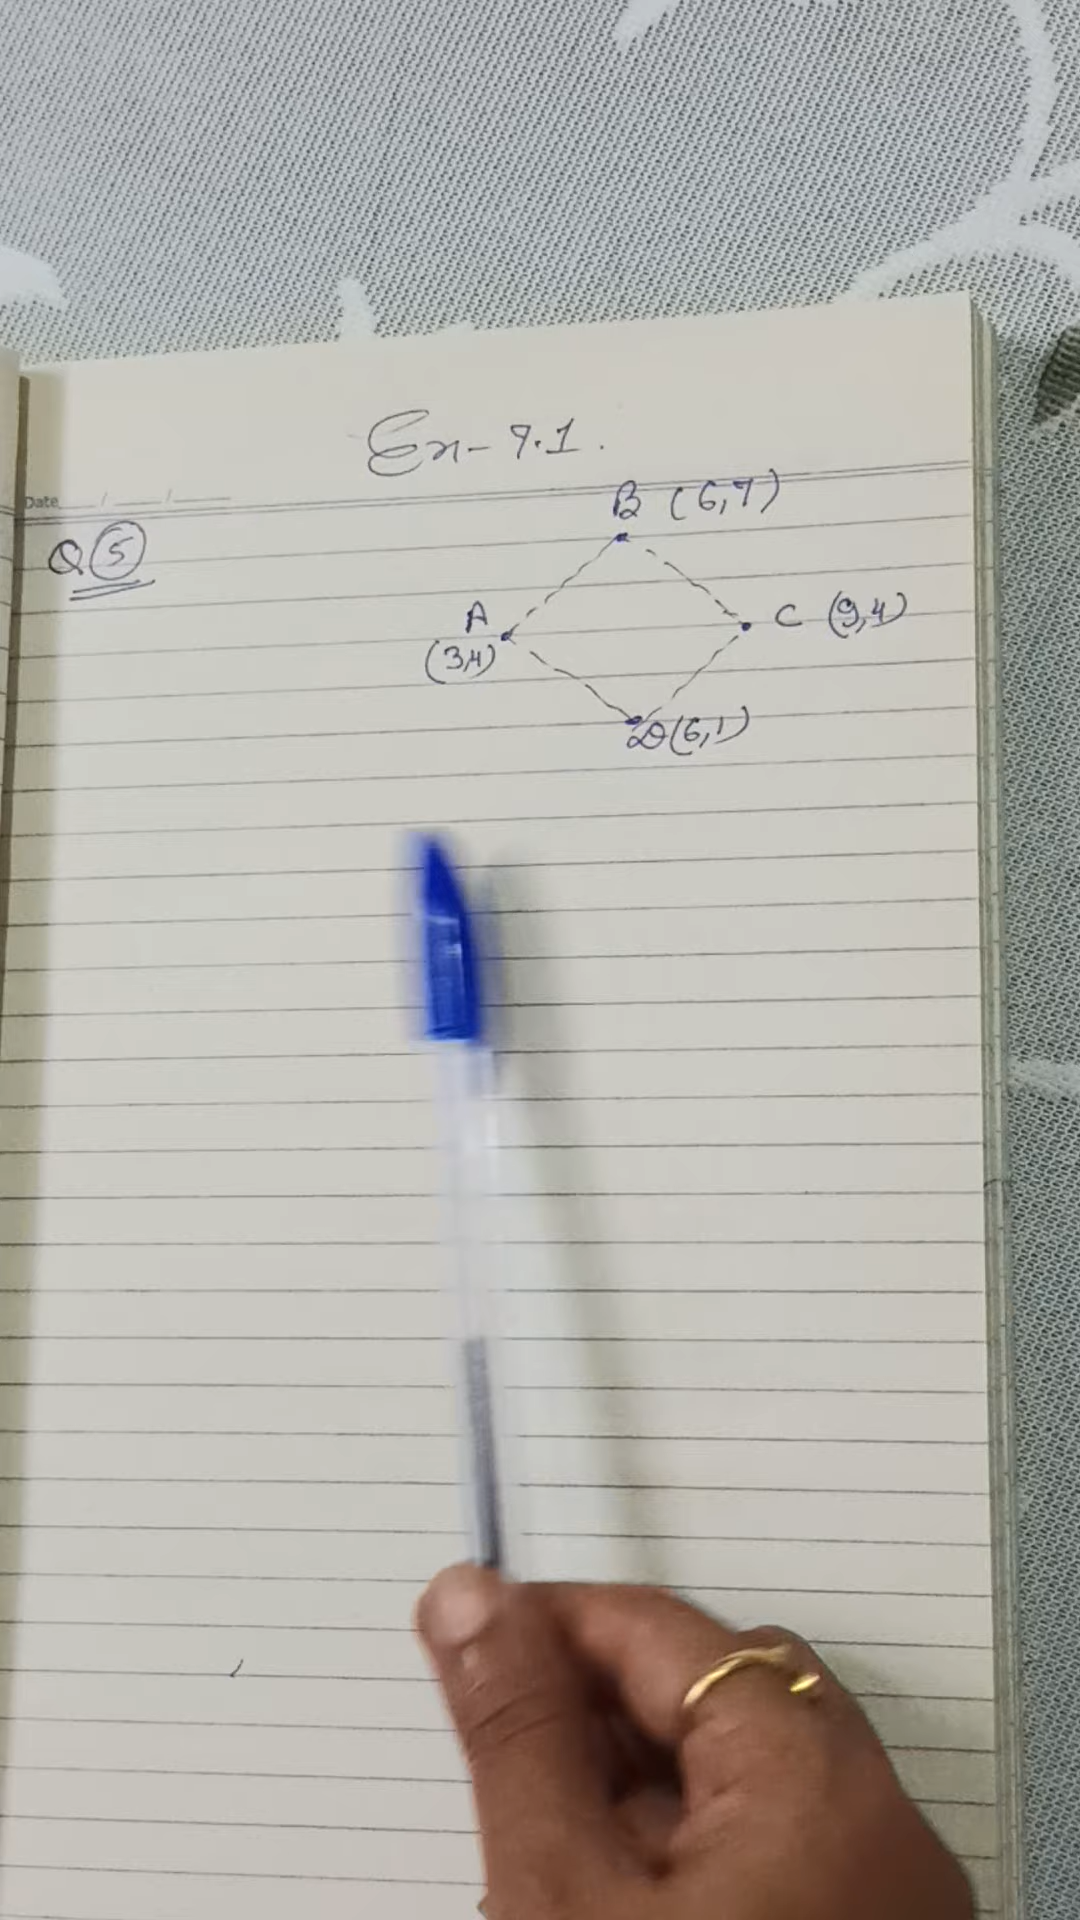 Ex-7.1.
Date / /
B (6,7)
Q 5
A
C (9,4)
(3,4)
D(6,1)